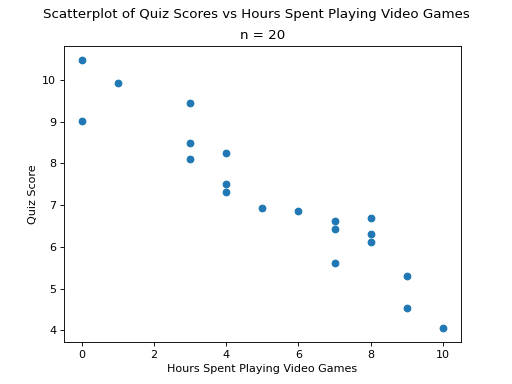 Scatterplot of Quiz Scores vs Hours Spent Playing Video Games
n = 20
10
9
8
7
6
5
4
Quiz Score
0 2 4 6 8 10
Hours Spent Playing Video Games